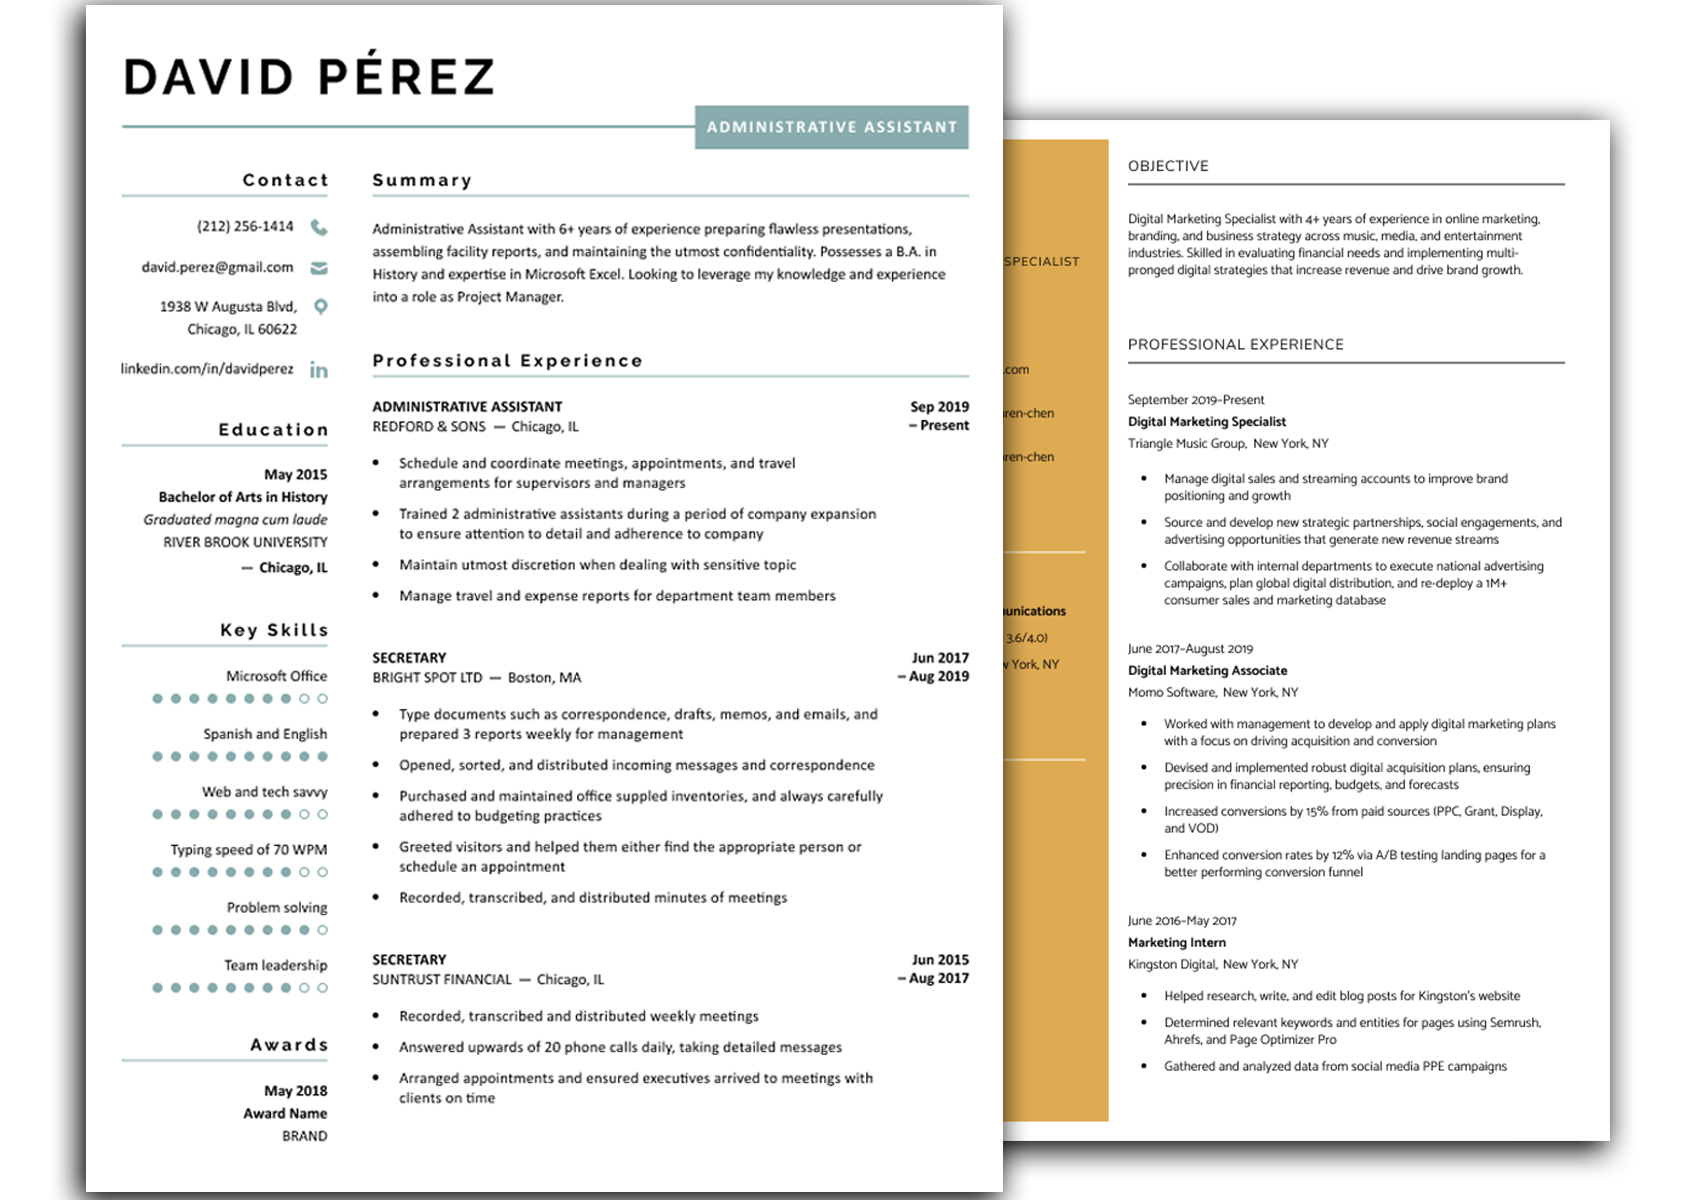 DAVID PÉREZ
ADMINISTRATIVE ASSISTANT
Contact
(212) 256-1414
david.perez@gmail.com
1938 W Augusta Blvd,
Chicago, IL 60622
linkedin.com/in/davidperez
Education
May 2015
Bachelor of Arts in History
Graduated magna cum laude
RIVER BROOK UNIVERSITY
— Chicago, IL
Key Skills
Microsoft Office
Spanish and English
Web and tech savvy
Typing speed of 70 WPM
Problem solving
Team leadership
Awards
May 2018
Award Name
BRAND
Summary
Administrative Assistant with 6+ years of experience preparing flawless presentations,
assembling facility reports, and maintaining the utmost confidentiality. Possesses a B.A. in
History and expertise in Microsoft Excel. Looking to leverage my knowledge and experience
into a role as Project Manager.
Professional Experience
ADMINISTRATIVE ASSISTANT Sep 2019
REDFORD & SONS — Chicago, IL – Present
• Schedule and coordinate meetings, appointments, and travel
arrangements for supervisors and managers
• Trained 2 administrative assistants during a period of company expansion
to ensure attention to detail and adherence to company
• Maintain utmost discretion when dealing with sensitive topic
• Manage travel and expense reports for department team members
SECRETARY Jun 2017
BRIGHT SPOT LTD — Boston, MA – Aug 2019
• Type documents such as correspondence, drafts, memos, and emails, and
prepared 3 reports weekly for management
• Opened, sorted, and distributed incoming messages and correspondence
• Purchased and maintained office suppled inventories, and always carefully
adhered to budgeting practices
• Greeted visitors and helped them either find the appropriate person or
schedule an appointment
• Recorded, transcribed, and distributed minutes of meetings
SECRETARY Jun 2015
SUNTRUST FINANCIAL — Chicago, IL – Aug 2017
• Recorded, transcribed and distributed weekly meetings
• Answered upwards of 20 phone calls daily, taking detailed messages
• Arranged appointments and ensured executives arrived to meetings with
clients on time
SPECIALIST
.com
ren-chen
ren-chen
unications
3.6/4.0)
York, NY
OBJECTIVE
Digital Marketing Specialist with 4+ years of experience in online marketing,
branding, and business strategy across music, media, and entertainment
industries. Skilled in evaluating financial needs and implementing multi-
pronged digital strategies that increase revenue and drive brand growth.
PROFESSIONAL EXPERIENCE
September 2019–Present
Digital Marketing Specialist
Triangle Music Group, New York, NY
• Manage digital sales and streaming accounts to improve brand
positioning and growth
• Source and develop new strategic partnerships, social engagements, and
advertising opportunities that generate new revenue streams
• Collaborate with internal departments to execute national advertising
campaigns, plan global digital distribution, and re-deploy a 1M+
consumer sales and marketing database
June 2017–August 2019
Digital Marketing Associate
Momo Software, New York, NY
• Worked with management to develop and apply digital marketing plans
with a focus on driving acquisition and conversion
• Devised and implemented robust digital acquisition plans, ensuring
precision in financial reporting, budgets, and forecasts
• Increased conversions by 15% from paid sources (PPC, Grant, Display,
and VOD)
• Enhanced conversion rates by 12% via A/B testing landing pages for a
better performing conversion funnel
June 2016–May 2017
Marketing Intern
Kingston Digital, New York, NY
• Helped research, write, and edit blog posts for Kingston's website
• Determined relevant keywords and entities for pages using Semrush,
Ahrefs, and Page Optimizer Pro
• Gathered and analyzed data from social media PPE campaigns